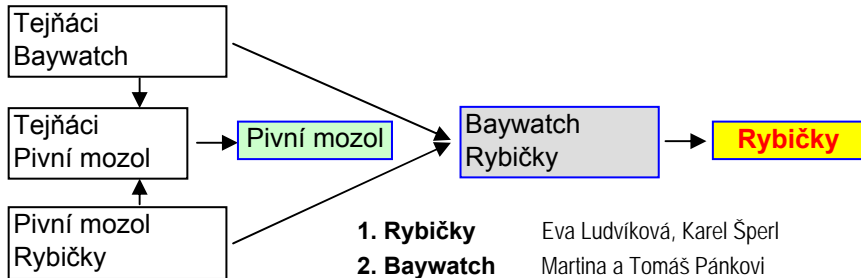 Tejňáci
Baywatch
Tejňáci
Pivní mozol
Pivní mozol
Baywatch
Rybičky
Rybičky
Pivní mozol
Rybičky
1. Rybičky Eva Ludvíková, Karel Šperl
2. Baywatch Martina a Tomáš Pánkovi